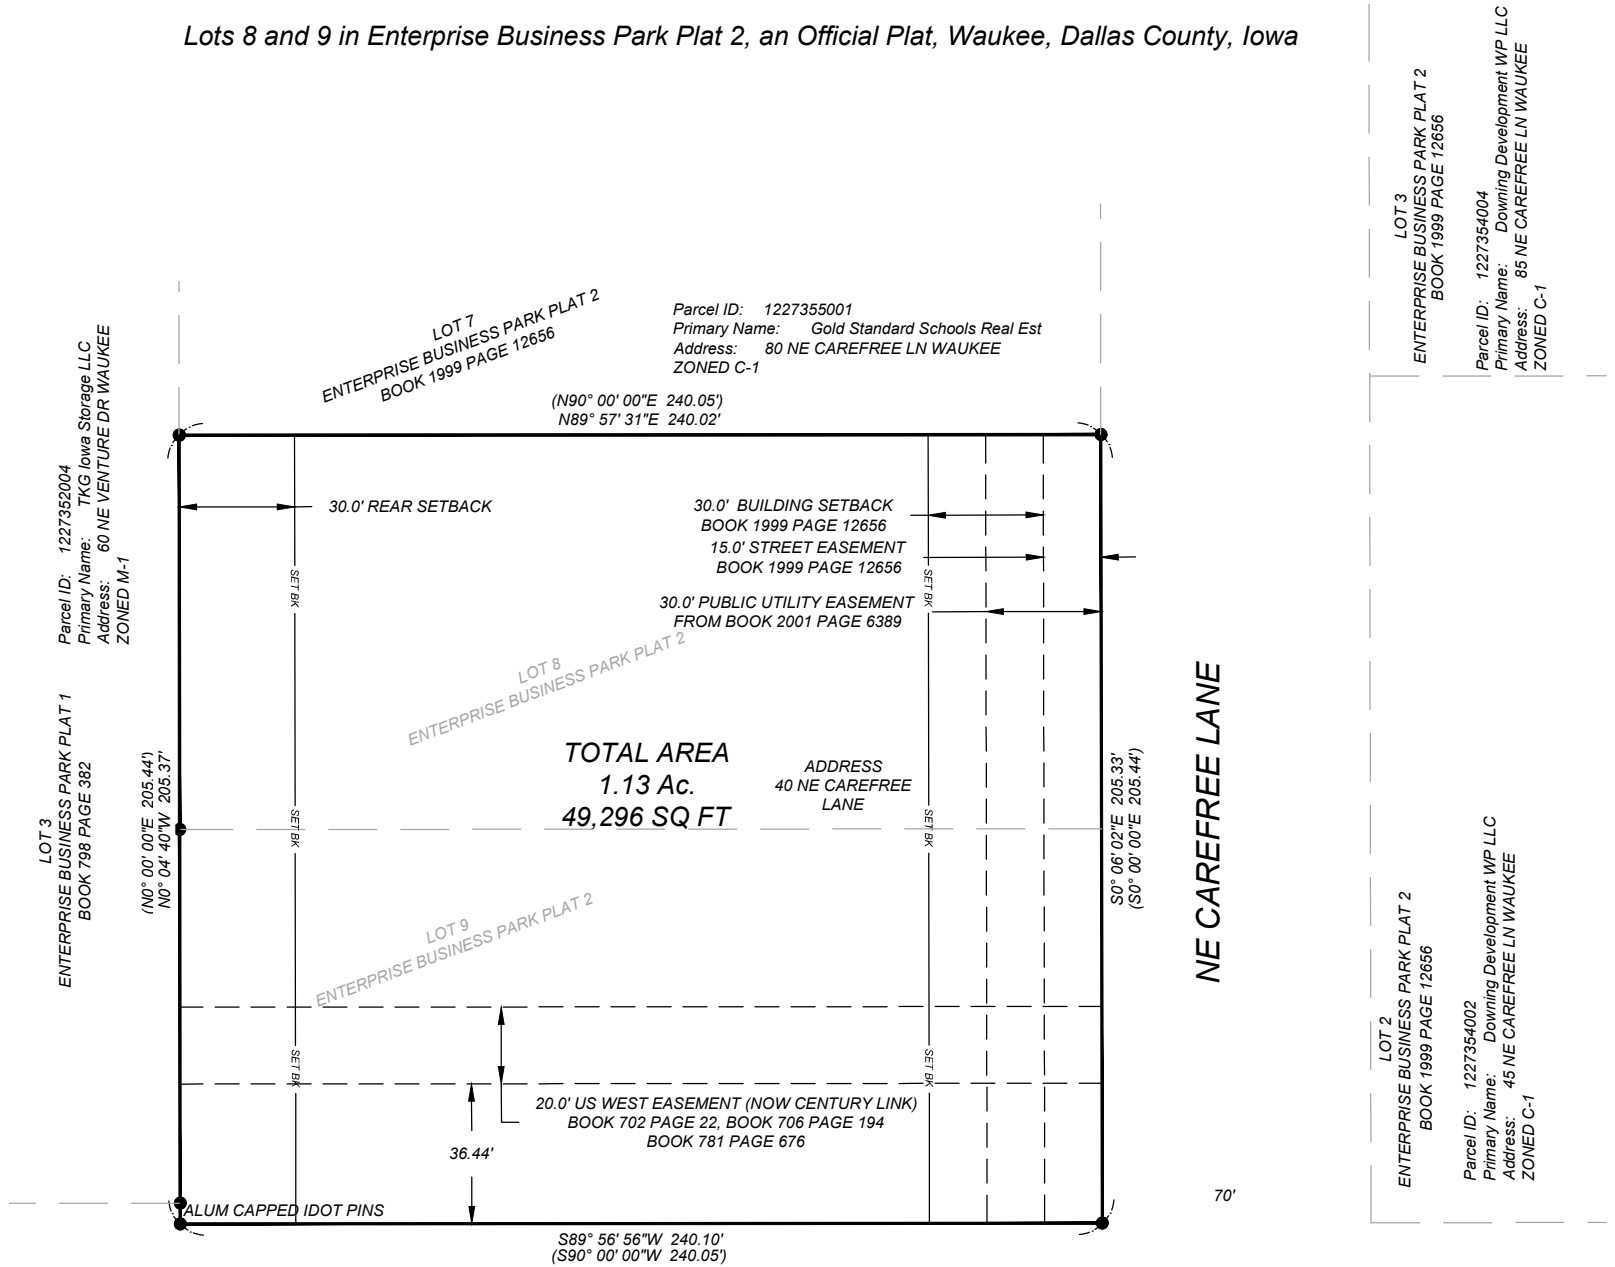 Lots 8 and 9 in Enterprise Business Park Plat 2, an Official Plat, Waukee, Dallas County, Iowa
LOT 3
ENTERPRISE BUSINESS PARK PLAT 2
BOOK 1999 PAGE 12656
Parcel ID: 1227354004
Primary Name: Downing Development WP LLC
Address: 85 NE CAREFREE LN WAUKEE
ZONED C-1
LOT 7
ENTERPRISE BUSINESS PARK PLAT 2
BOOK 1999 PAGE 12656
Parcel ID: 1227355001
Primary Name: Gold Standard Schools Real Est
Address: 80 NE CAREFREE LN WAUKEE
ZONED C-1
(N90° 00' 00"E 240.05')
N89° 57' 31"E 240.02'
Parcel ID: 1227352004
Primary Name: TKG Iowa Storage LLC
Address: 60 NE VENTURE DR WAUKEE
ZONED M-1
30.0' REAR SETBACK
30.0' BUILDING SETBACK
BOOK 1999 PAGE 12656
15.0' STREET EASEMENT
BOOK 1999 PAGE 12656
30.0' PUBLIC UTILITY EASEMENT
FROM BOOK 2001 PAGE 6389
SET BK
SET BK
LOT 8
ENTERPRISE BUSINESS PARK PLAT 2
LOT 3
ENTERPRISE BUSINESS PARK PLAT 1
BOOK 798 PAGE 382
(N0° 00' 00"E 205.44')
N0° 04' 40"W 205.37'
TOTAL AREA
1.13 Ac.
49,296 SQ FT
ADDRESS
40 NE CAREFREE
LANE
SET BK
SET BK
S0° 06' 02"E 205.33'
(S0° 00' 00"E 205.44')
NE CAREFREE LANE
LOT 9
ENTERPRISE BUSINESS PARK PLAT 2
SET BK
SET BK
20.0' US WEST EASEMENT (NOW CENTURY LINK)
BOOK 702 PAGE 22, BOOK 706 PAGE 194
BOOK 781 PAGE 676
36.44'
LOT 2
ENTERPRISE BUSINESS PARK PLAT 2
BOOK 1999 PAGE 12656
Parcel ID: 1227354002
Primary Name: Downing Development WP LLC
Address: 45 NE CAREFREE LN WAUKEE
ZONED C-1
70'
ALUM CAPPED IDOT PINS
S89° 56' 56"W 240.10'
(S90° 00' 00"W 240.05')